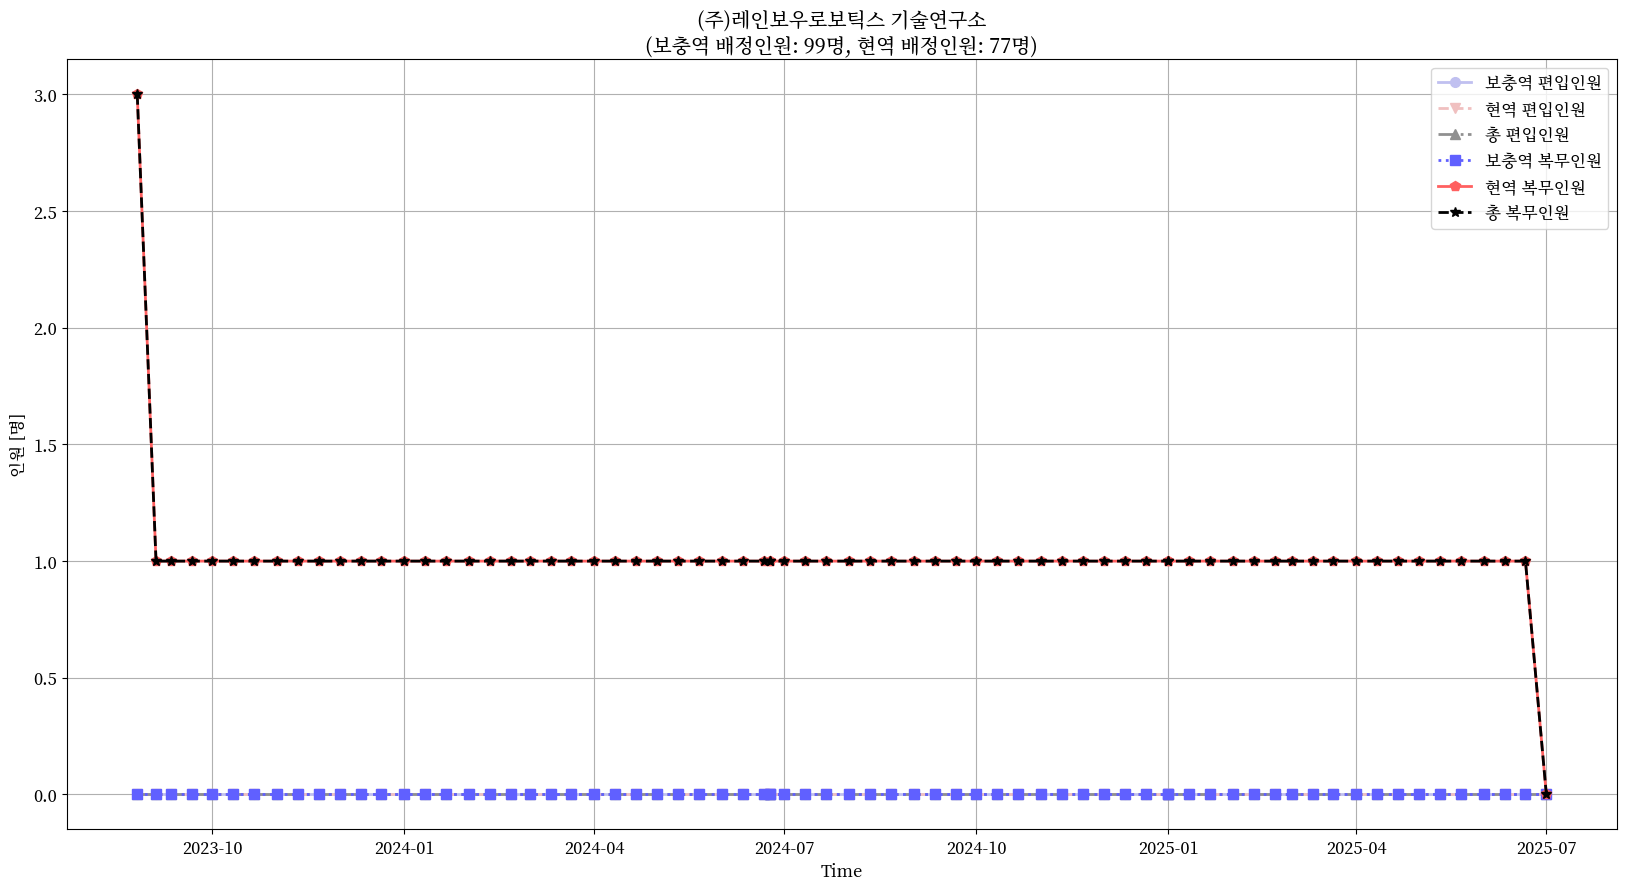 (주)레인보우로보틱스 기술연구소
(보충역 배정인원: 99명, 현역 배정인원: 77명)
보충역 편입인원
현역 편입인원
총 편입인원
보충역 복무인원
현역 복무인원
총 복무인원
인원 [명]
3.0
2.5
2.0
1.5
1.0
0.5
0.0
2023-10 2024-01 2024-04 2024-07 2024-10 2025-01 2025-04 2025-07
Time